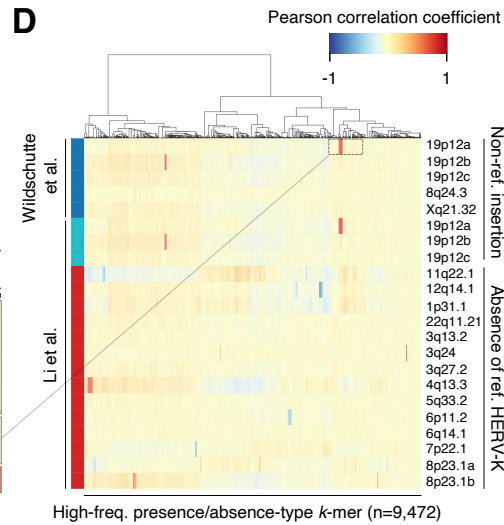 D
Pearson correlation coefficient
-1
1
Wildschutte
et al.
Li et al.
19p12a
19p12b
19p12c
8q24.3
Xq21.32
19p12a
19p12b
19p12c
11q22.1
12q14.1
1p31.1
22q11.21
3q13.2
3q24
3q27.2
4q13.3
5q33.2
6p11.2
6q14.1
7p22.1
8p23.1a
8p23.1b
Non-ref. insertion
Absence of ref. HERV-K
High-freq. presence/absence-type k-mer (n=9,472)